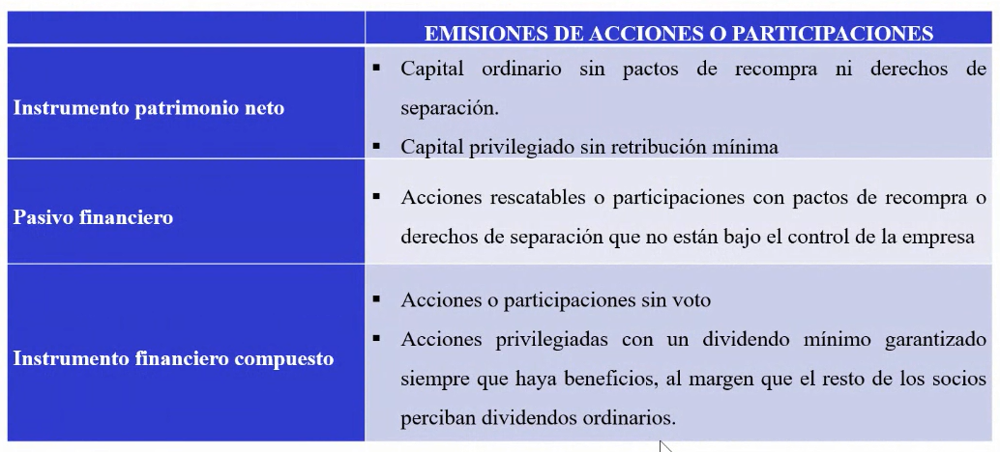 EMISIONES DE ACCIONES O PARTICIPACIONES
Instrumento patrimonio neto
▪ Capital ordinario sin pactos de recompra ni derechos de
separación.
▪ Capital privilegiado sin retribución mínima
Pasivo financiero
▪ Acciones rescatables o participaciones con pactos de recompra o
derechos de separación que no están bajo el control de la empresa
Instrumento financiero compuesto
▪ Acciones o participaciones sin voto
▪ Acciones privilegiadas con un dividendo mínimo garantizado
siempre que haya beneficios, al margen que el resto de los socios
perciban dividendos ordinarios.